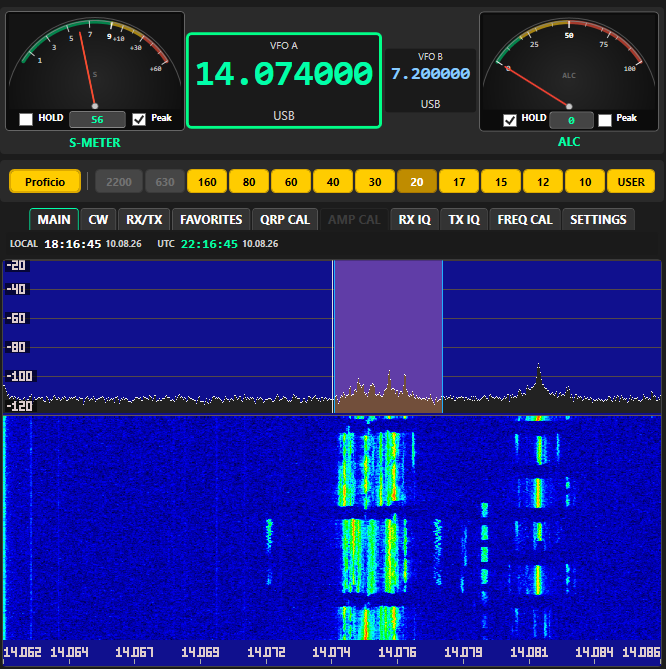 1 3 5 7 9 +10 +30 +60
S
HOLD 56 Peak
S-METER
VFO A
14.074000
USB
VFO B
7.200000
USB
0 25 50 75 100
ALC
HOLD 0 Peak
ALC
Proficio 2200 630 160 80 60 40 30 20 17 15 12 10 USER
MAIN CW RX/TX FAVORITES QRP CAL AMP CAL RX IQ TX IQ FREQ CAL SETTINGS
LOCAL 18:16:45 10.08.26 UTC 22:16:45 10.08.26
-20
-40
-60
-80
-100
-120
14.062 14.064 14.067 14.069 14.072 14.074 14.076 14.079 14.081 14.084 14.086